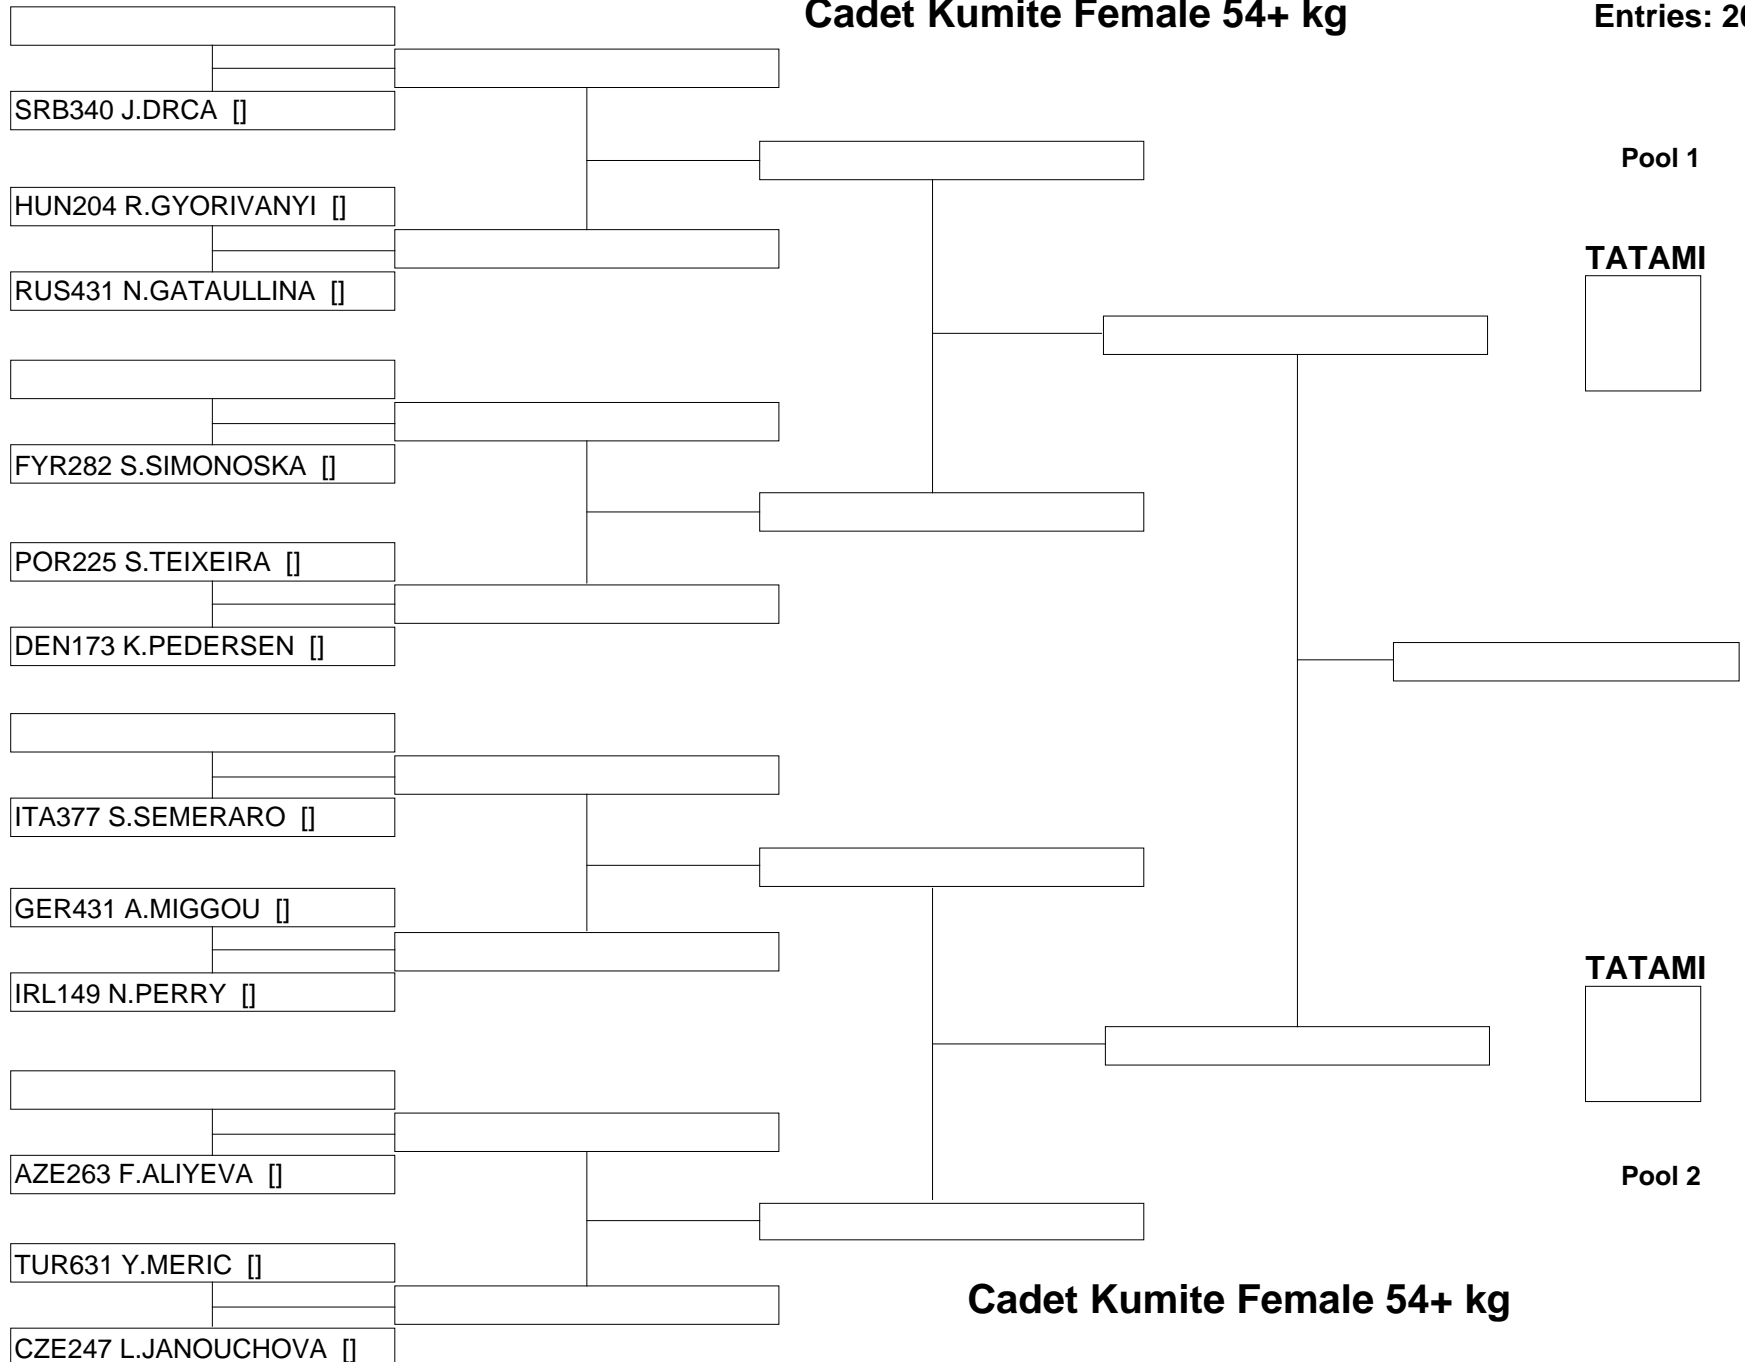 Cadet Kumite Female 54+ kg
Entries:
SRB340 J.DRCA []
Pool 1
HUN204 R.GYORIVANYI []
TATAMI
RUS431 N.GATAULLINA []
FYR282 S.SIMONOSKA []
POR225 S.TEIXEIRA []
DEN173 K.PEDERSEN []
ITA377 S.SEMERARO []
GER431 A.MIGGOU []
TATAMI
IRL149 N.PERRY []
AZE263 F.ALIYEVA []
Pool 2
TUR631 Y.MERIC []
Cadet Kumite Female 54+ kg
CZE247 L.JANOUCHOVA []